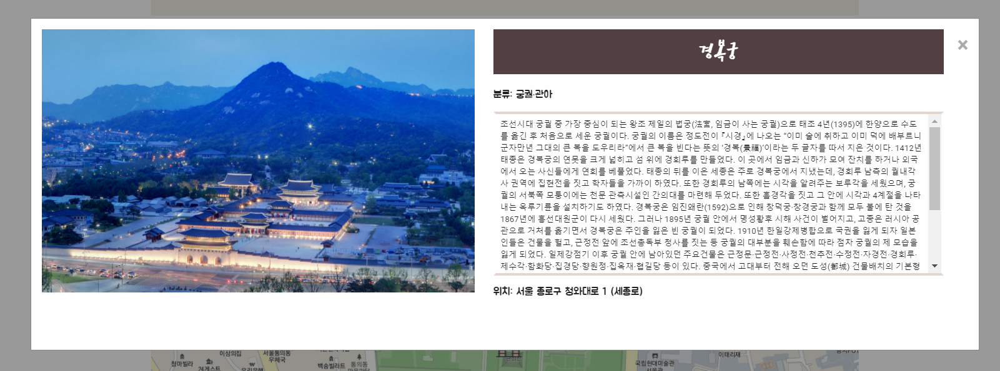 경복궁
×
분류: 궁궐·관아
조선시대 궁궐 중 가장 중심이 되는 왕조 제일의 법궁(法宮, 임금이 사는 궁궐)으로 태조 4년(1395)에 한양으로 수도
를 옮긴 후 처음으로 세운 궁궐이다. 궁궐의 이름은 정도전이 『시경』에 나오는 “이미 술에 취하고 이미 덕에 배부르니
군자만년 그대의 큰 복을 도우리라”에서 큰 복을 빈다는 뜻의 ‘경복(景福)’이라는 두 글자를 따서 지은 것이다. 1412년
태종은 경복궁의 연못을 크게 넓히고 섬 위에 경회루를 만들었다. 이 곳에서 임금과 신하가 모여 잔치를 하거나 외국
에서 오는 사신들에게 연회를 베풀었다. 태종의 뒤를 이은 세종은 주로 경복궁에서 지냈는데, 경회루 남측의 궐내각
사 권역에 집현전을 짓고 학자들을 가까이 하였다. 또한 경회루의 남쪽에는 시각을 알려주는 보루각을 세웠으며, 궁
궐의 서북쪽 모퉁이에는 천문 관측시설인 간의대를 마련해 두었다. 또한 흠경각을 짓고 그 안에 시각과 4계절을 나타
내는 옥루기륜을 설치하기도 하였다. 경복궁은 임진왜란(1592)으로 인해 창덕궁·창경궁과 함께 모두 불에 탄 것을
1867년에 흥선대원군이 다시 세웠다. 그러나 1895년 궁궐 안에서 명성황후 시해 사건이 벌어지고, 고종은 러시아 공
관으로 거처를 옮기면서 경복궁은 주인을 잃은 빈 궁궐이 되었다. 1910년 한일강제병합으로 국권을 잃게 되자 일본
인들은 건물을 헐고, 근정전 앞에 조선총독부 청사를 짓는 등 궁궐의 대부분을 훼손함에 따라 점차 궁궐의 제 모습을
잃게 되었다. 일제강점기 이후 궁궐 안에 남아있던 주요건물은 근정문·근정전·사정전·천추전·수정전·자경전·경회루·
제수각·함화당·집경당·향원정·집옥재·협길당 등이 있다. 중국에서 고대부터 전해 오던 도성(都城) 건물배치의 기본형
위치: 서울 종로구 청와대로 1 (세종로)
이상의집
서울통의동
우체국
청마빌라
24게스트
우리은행
백송빌라트
통의동
근정전
국립현대미술관
서울관
이태리재